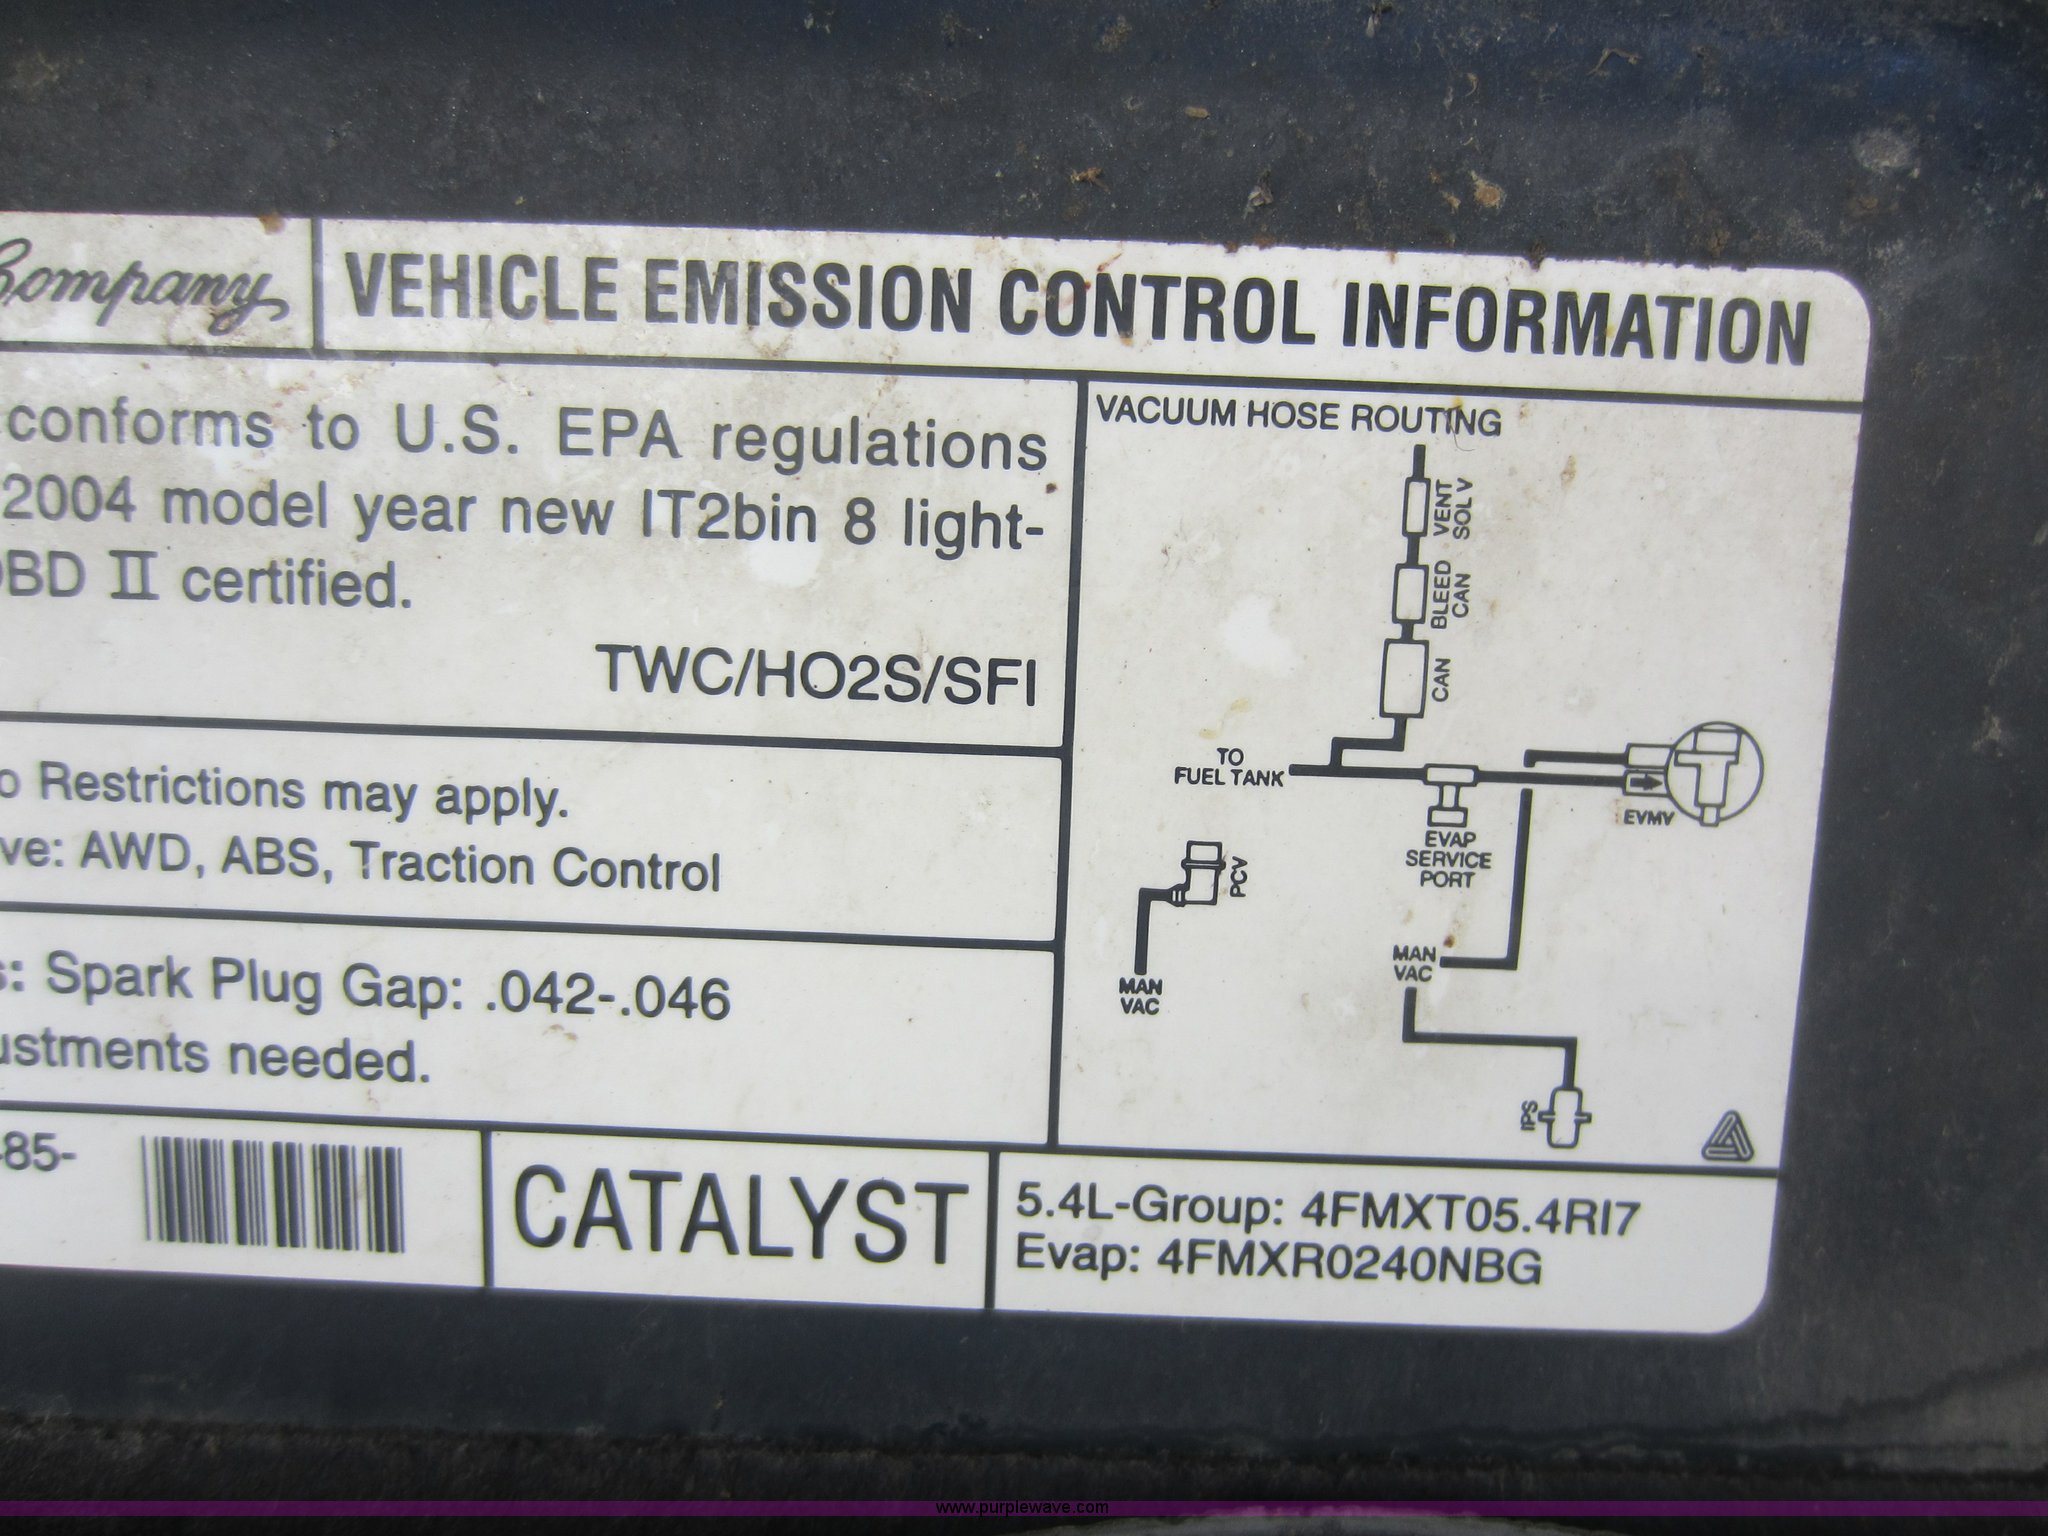 Company
VEHICLE EMISSION CONTROL INFORMATION
conforms to U.S. EPA regulations
2004 model year new IT2bin 8 light-
OBD II certified.
TWC/HO2S/SFI
Restrictions may apply.
AWD, ABS, Traction Control
Spark Plug Gap: .042-.046
needed.
-85-
CATALYST
VACUUM HOSE ROUTING
VENT
SOLV
BLEED
CAN
CAN
TO
FUEL TANK
EVMV
EVAP
SERVICE
PORT
PCV
MAN
VAC
MAN
VAC
IPS
5.4L-Group: 4FMXT05.4RI7
Evap: 4FMXR0240NBG
www.purplewave.com